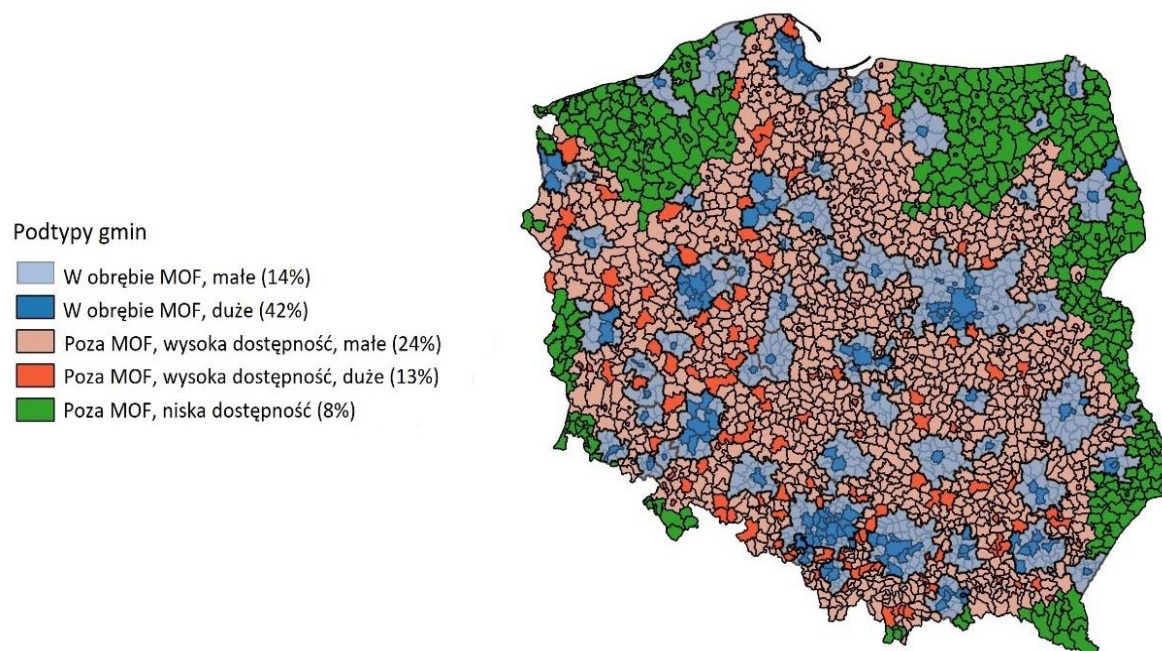 Podtypy gmin
W obrębie MOF, małe (14%)
W obrębie MOF, duże (42%)
Poza MOF, wysoka dostępność, małe (24%)
Poza MOF, wysoka dostępność, duże (13%)
Poza MOF, niska dostępność (8%)